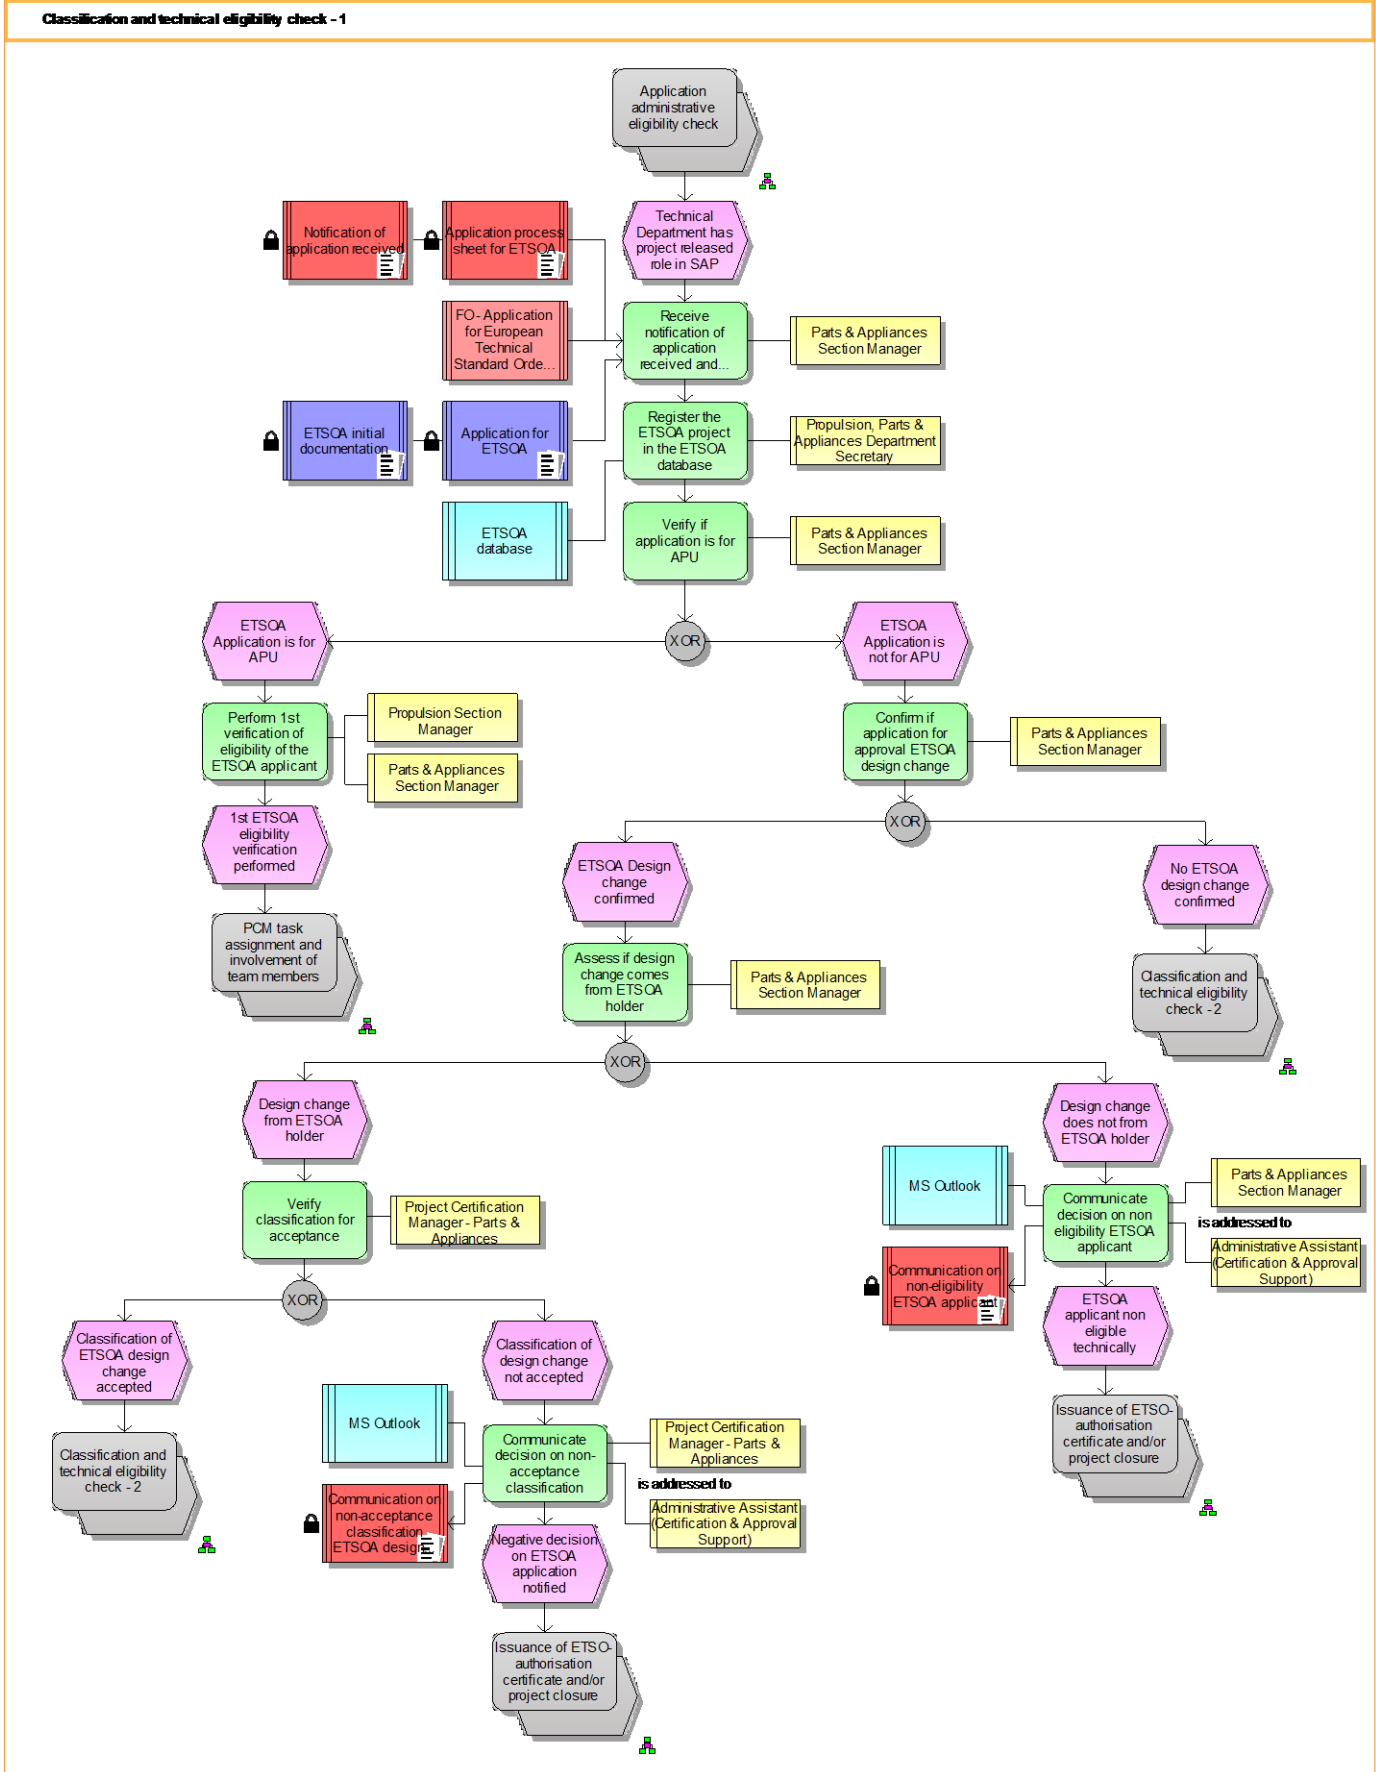 Classification and technical eligibility check - 1
Application
administrative
eligibility check
Technical
Department has
project released
role in SAP
Notification of
application received
Application process
sheet for ETSOA
FO - Application
for European
Technical
Standard Orde...
Receive
notification of
application
received and...
Parts & Appliances
Section Manager
ETSOA initial
documentation
Application for
ETSOA
Register the
ETSOA project
in the ETSOA
database
Propulsion, Parts &
Appliances Department
Secretary
ETSOA
database
Verify if
application is for
APU
Parts & Appliances
Section Manager
XOR
ETSOA
Application is for
APU
ETSOA
Application is
not for APU
Perform 1st
verification of
eligibility of the
ETSOA applicant
Propulsion Section
Manager
Parts & Appliances
Section Manager
Confirm if
application for
approval ETSOA
design change
Parts & Appliances
Section Manager
XOR
1st ETSOA
eligibility
verification
performed
ETSOA Design
change
confirmed
No ETSOA
design change
confirmed
PCM task
assignment and
involvement of
team members
Assess if design
change comes
from ETSOA
holder
Parts & Appliances
Section Manager
Classification and
technical eligibility
check - 2
XOR
Design change
from ETSOA
holder
Design change
does not from
ETSOA holder
Verify
classification for
acceptance
Project Certification
Manager - Parts &
Appliances
MS Outlook
Communicate
decision on non
eligibility ETSOA
applicant
Parts & Appliances
Section Manager
is addressed to
Administrative Assistant
(Certification & Approval
Support)
Communication on
non-eligibility
ETSOA applicant
XOR
ETSOA
applicant non
eligible
technically
Classification of
ETSOA design
change
accepted
Classification of
design change
not accepted
Issuance of ETSO-
authorisation
certificate and/or
project closure
Classification and
technical eligibility
check - 2
MS Outlook
Communicate
decision on non-
acceptance
classification
Project Certification
Manager - Parts &
Appliances
is addressed to
Administrative Assistant
(Certification & Approval
Support)
Communication on
non-acceptance
classification
ETSOA design
Negative decision
on ETSOA
application
notified
Issuance of ETSO-
authorisation
certificate and/or
project closure